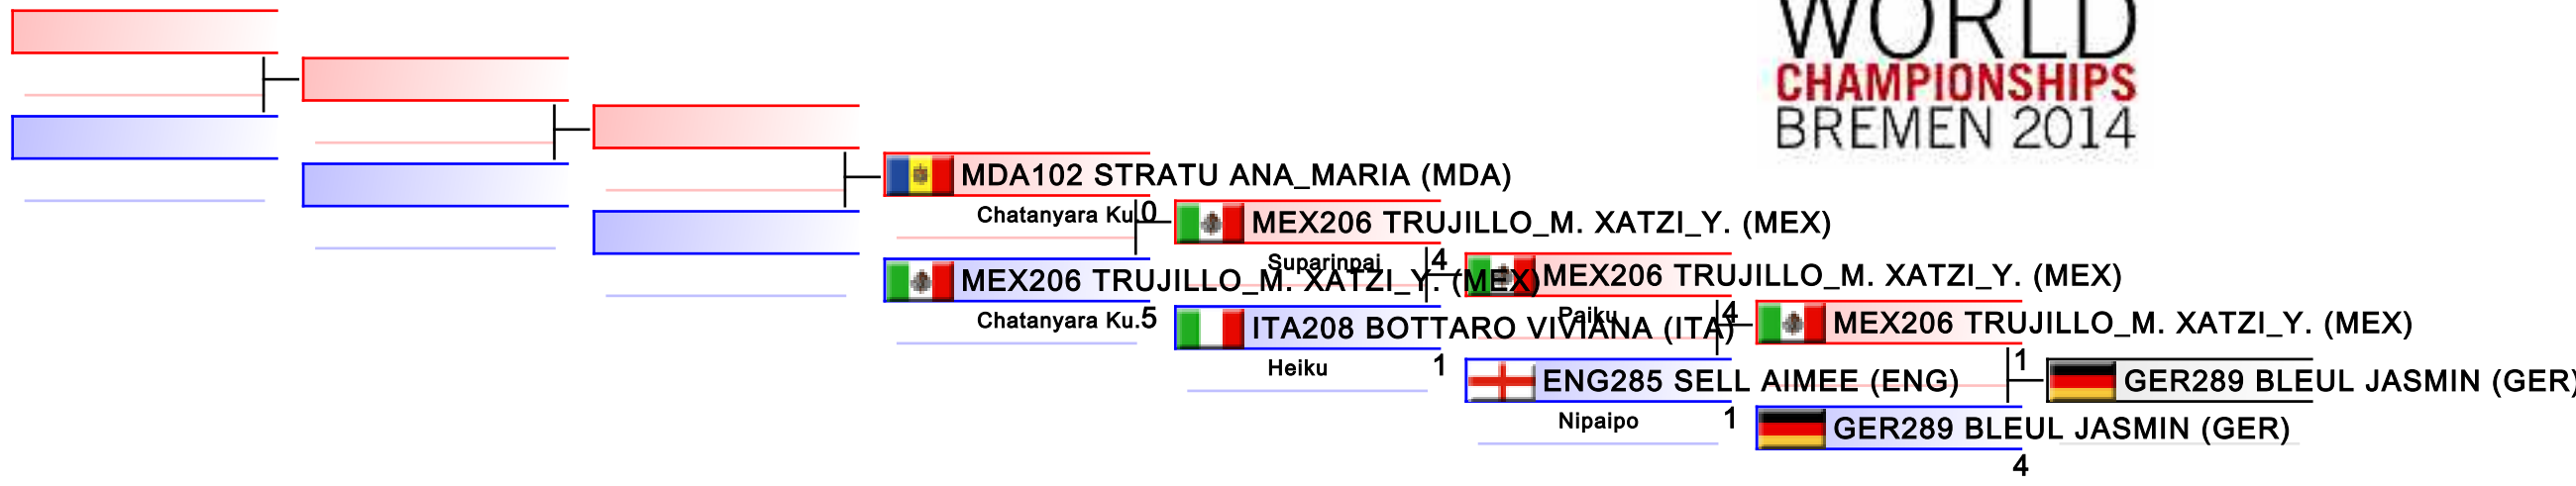 WORLD
CHAMPIONSHIPS
BREMEN 2014
MDA102 STRATU ANA_MARIA (MDA)
Chatanyara Ku. 0
MEX206 TRUJILLO_M. XATZI_Y. (MEX)
Chatanyara Ku. 5
MEX206 TRUJILLO_M. XATZI_Y. (MEX)
Suparinpai 4
ITA208 BOTTARO VIVIANA (ITA)
Heiku 1
MEX206 TRUJILLO_M. XATZI_Y. (MEX)
Paiku 4
ENG285 SELL AIMEE (ENG)
Nipaipo 1
MEX206 TRUJILLO_M. XATZI_Y. (MEX)
1
GER289 BLEUL JASMIN (GER)
4
GER289 BLEUL JASMIN (GER)